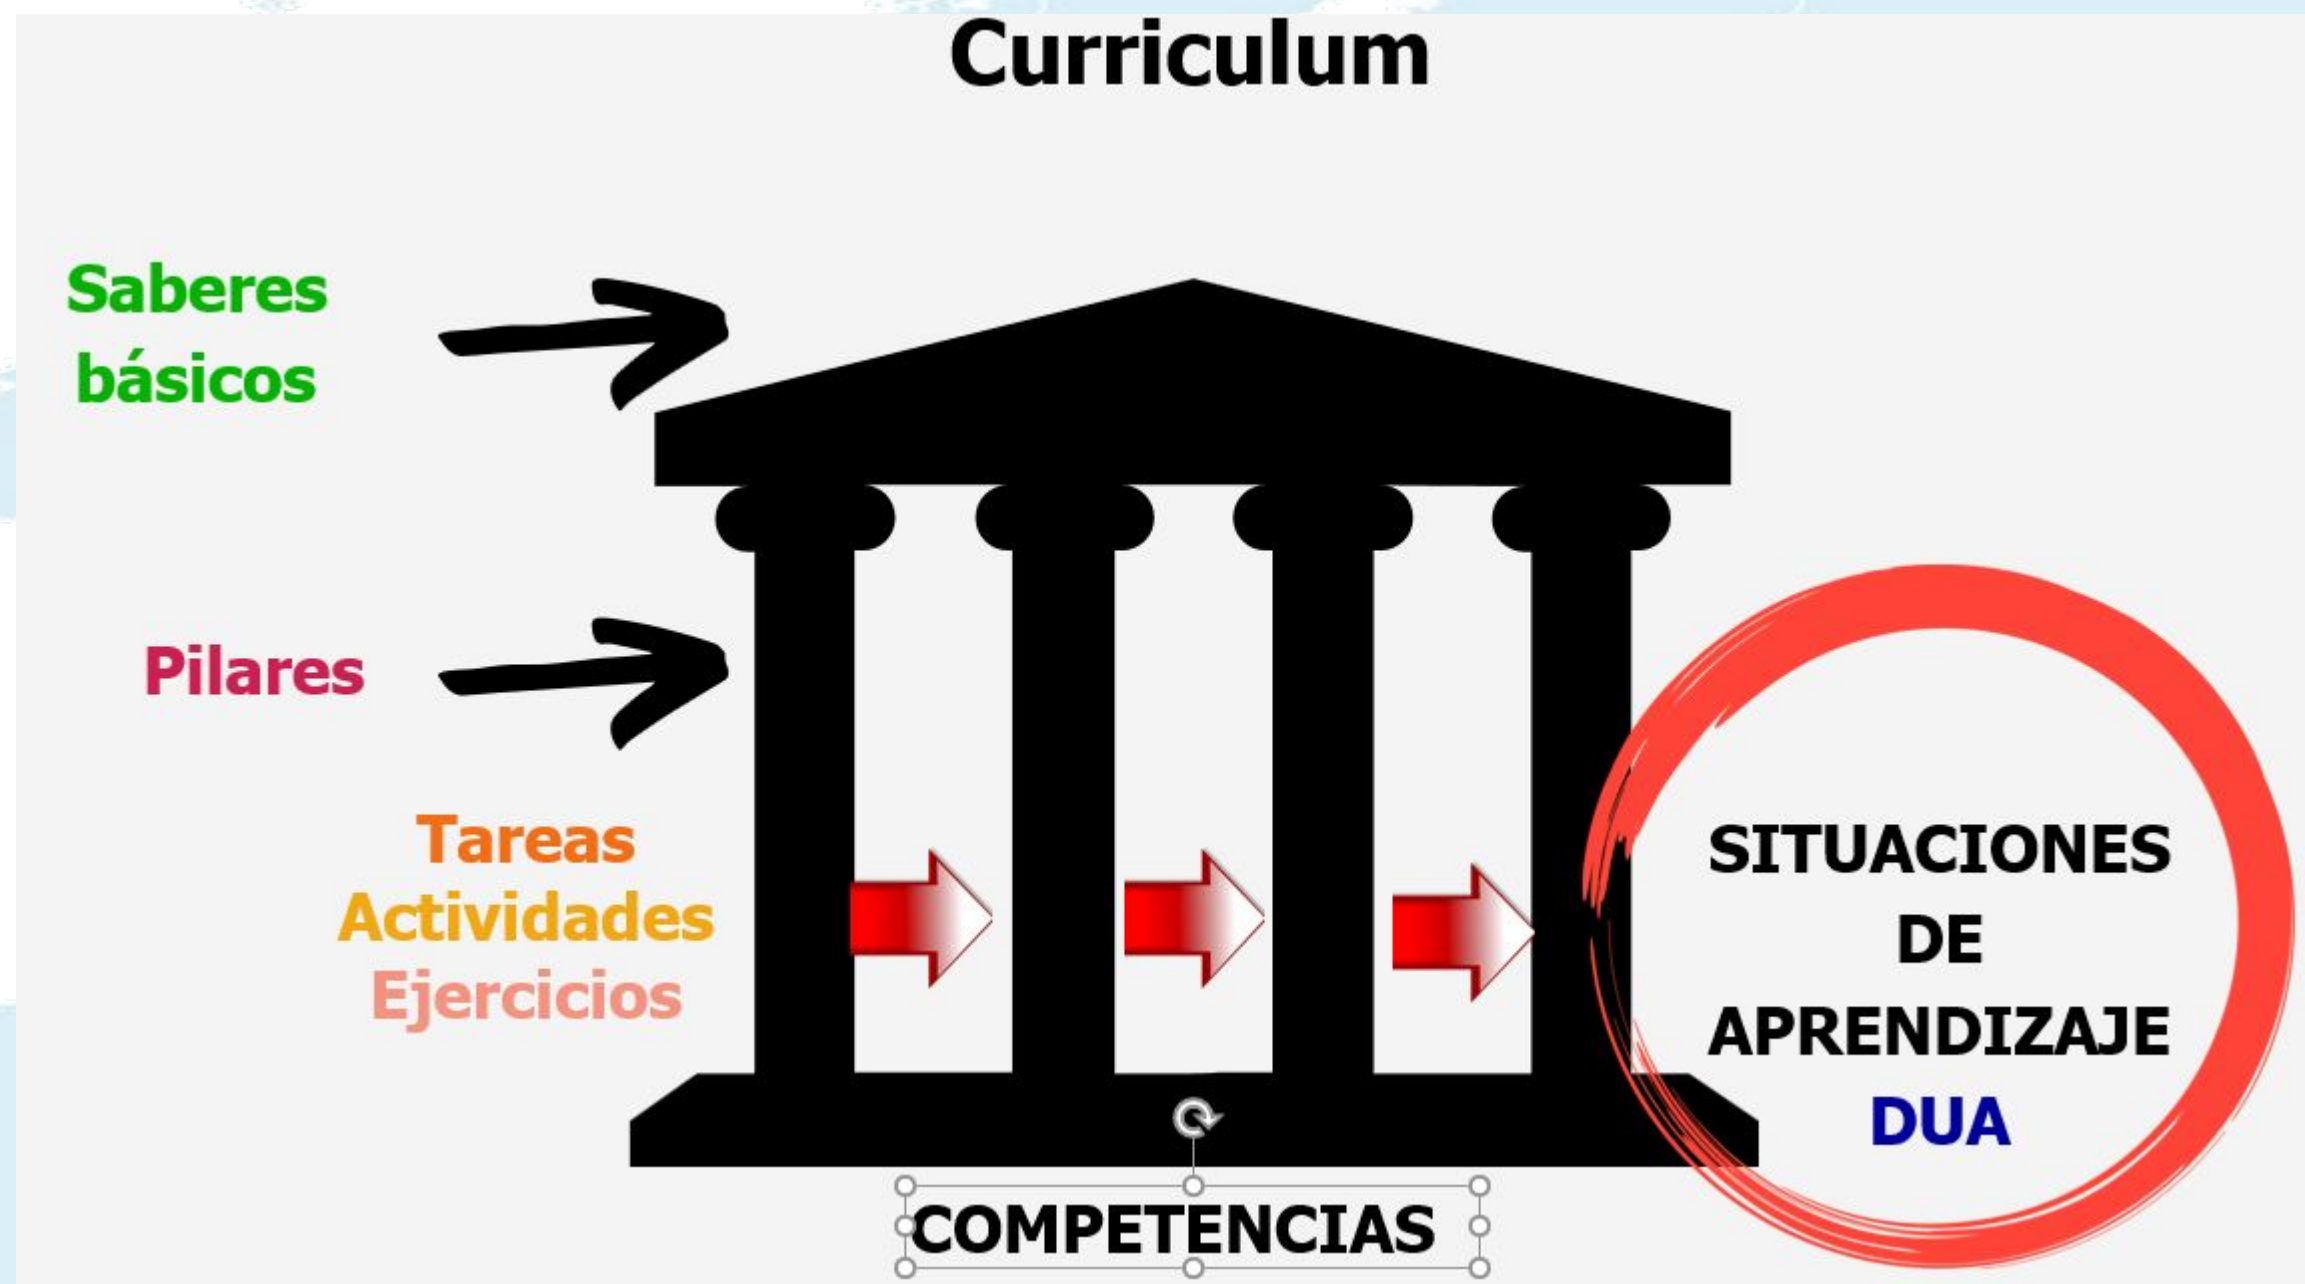 Curriculum
Saberes
básicos
Pilares
Tareas
Actividades
Ejercicios
SITUACIONES
DE
APRENDIZAJE
DUA
COMPETENCIAS